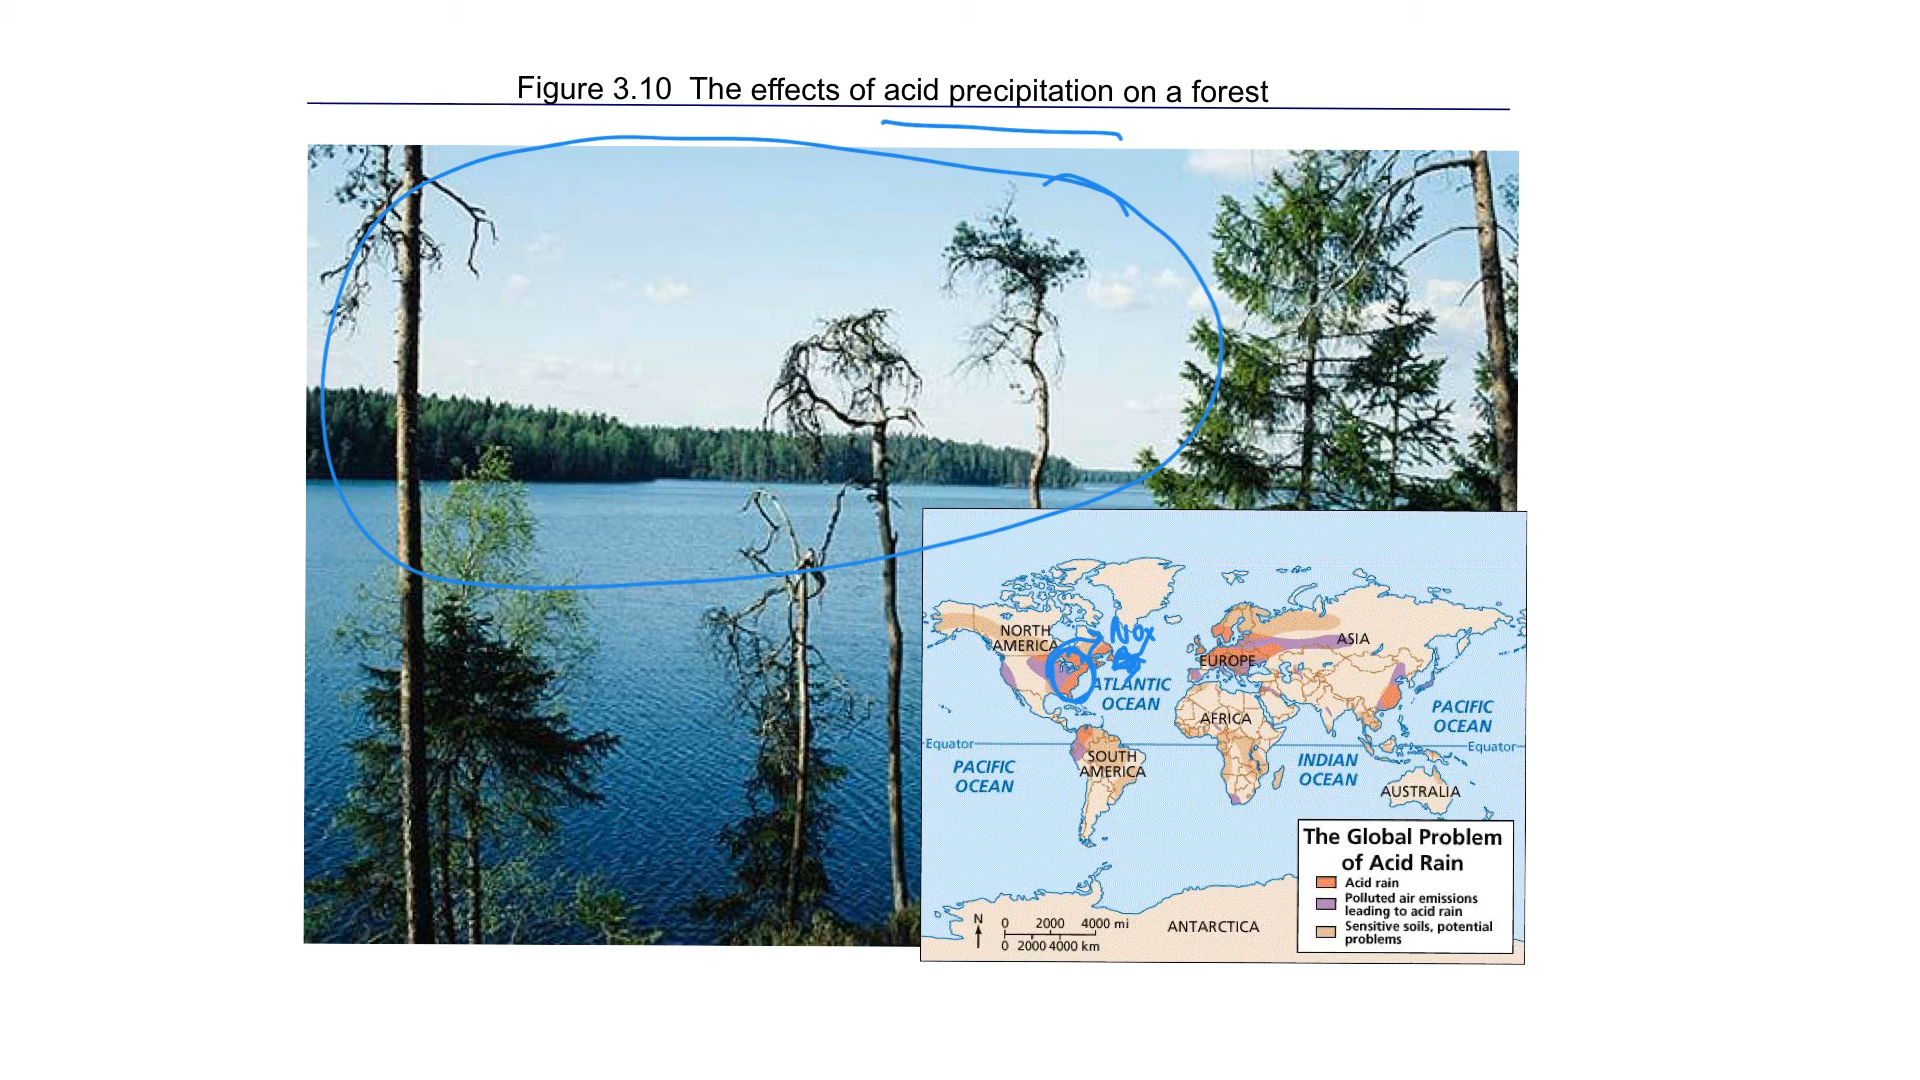 Figure 3.10 The effects of acid precipitation on a forest
NORTH
AMERICA
NOx
EUROPE
ASIA
ATLANTIC
OCEAN
PACIFIC
OCEAN
AFRICA
Equator
Equator
PACIFIC
OCEAN
SOUTH
AMERICA
INDIAN
OCEAN
AUSTRALIA
The Global Problem
of Acid Rain
Acid rain
Polluted air emissions
leading to acid rain
Sensitive soils, potential
problems
N
0 2000 4000 mi
0 2000 4000 km
ANTARCTICA